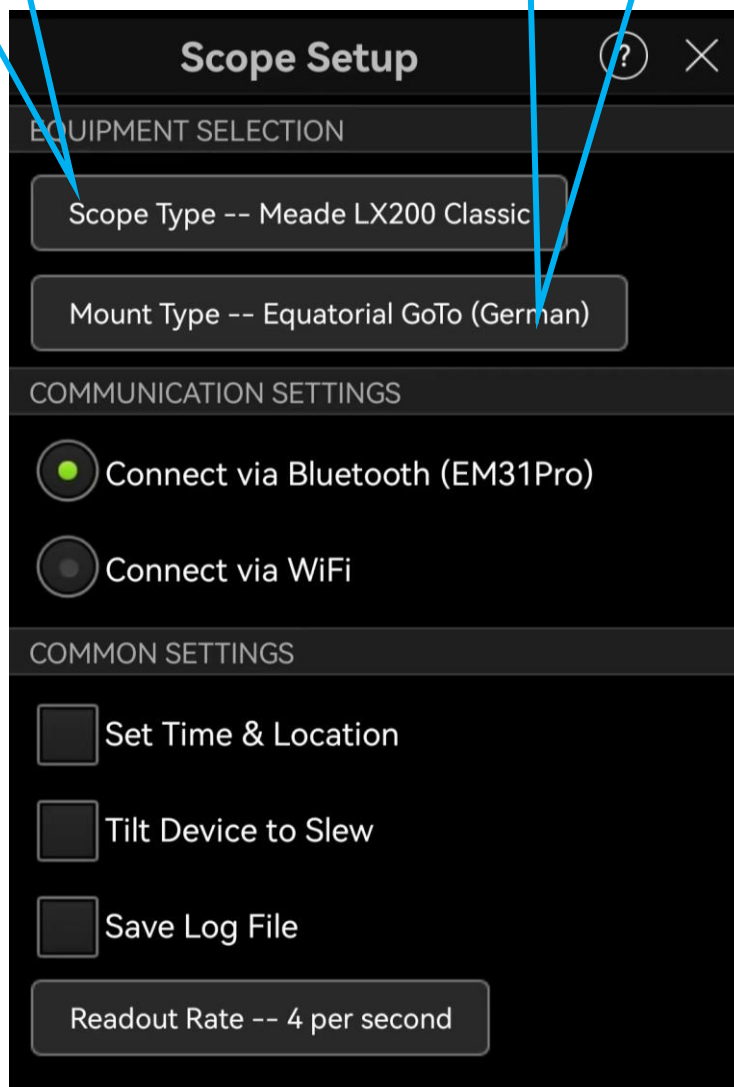 Scope Setup ?
EQUIPMENT SELECTION
Scope Type -- Meade LX200 Classic
Mount Type -- Equatorial GoTo (German)
COMMUNICATION SETTINGS
Connect via Bluetooth (EM31Pro)
Connect via WiFi
COMMON SETTINGS
Set Time & Location
Tilt Device to Slew
Save Log File
Readout Rate -- 4 per second